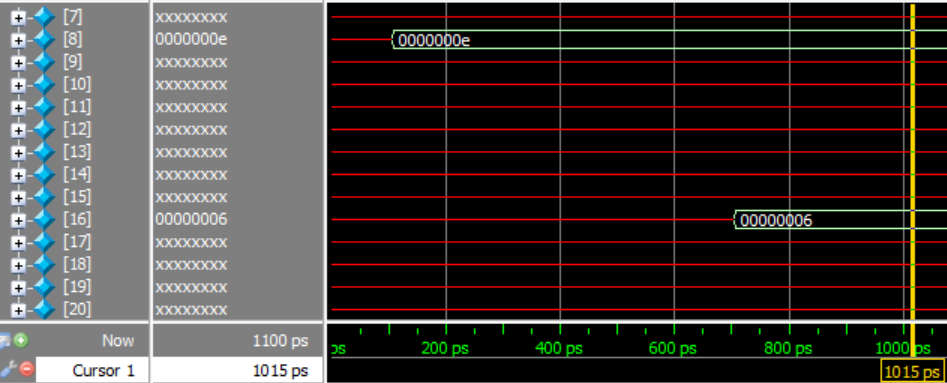 [7] xxxxxxxx
[8] 0000000e 0000000e
[9] xxxxxxxx
[10] xxxxxxxx
[11] xxxxxxxx
[12] xxxxxxxx
[13] xxxxxxxx
[14] xxxxxxxx
[15] xxxxxxxx
[16] 00000006 00000006
[17] xxxxxxxx
[18] xxxxxxxx
[19] xxxxxxxx
[20] xxxxxxxx
Now 1100 ps ps 200 ps 400 ps 600 ps 800 ps 1000 ps
Cursor 1 1015 ps 1015 ps